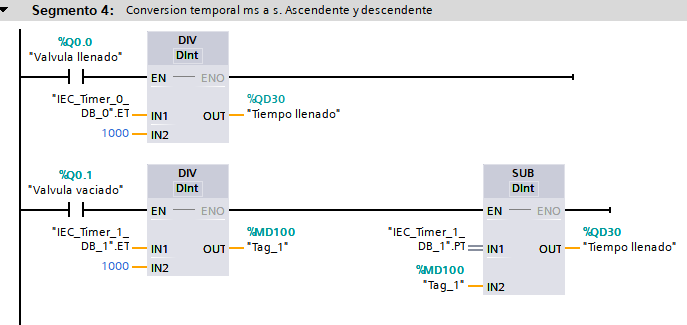 Segmento 4: Conversion temporal ms a s. Ascendente y descendente
%Q0.0
"Valvula llenado"
DIV
DInt
EN ENO
"IEC_Timer_0_
DB_0".ET IN1
1000 IN2
OUT
%QD30
"Tiempo llenado"
%Q0.1
"Valvula vaciado"
DIV
DInt
EN ENO
"IEC_Timer_1_
DB_1".ET IN1
1000 IN2
OUT
%MD100
"Tag_1"
SUB
DInt
EN ENO
"IEC_Timer_1_
DB_1".PT IN1
%MD100
"Tag_1" IN2
OUT
%QD30
"Tiempo llenado"